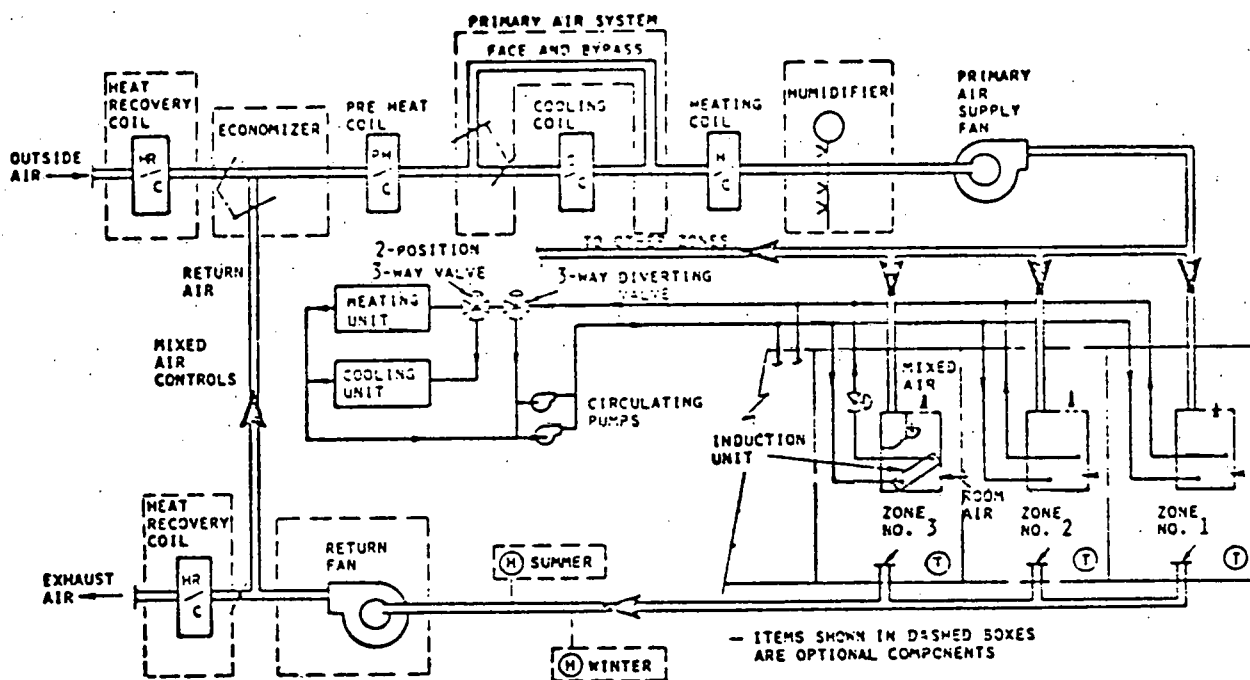 PRIMARY AIR SYSTEM
FACE AND BYPASS
HEAT
RECOVERY
COIL
ECONOMIZER
PRE HEAT
COIL
COOLING
COIL
HEATING
COIL
HUMIDIFIER
PRIMARY
AIR
SUPPLY
FAN
OUTSIDE
AIR
HR
C
PH
C
C
H
C
TO OTHER ZONES
2-POSITION
3-WAY VALVE
3-WAY DIVERTING
VALVE
RETURN
AIR
HEATING
UNIT
MIXED
AIR
CONTROLS
COOLING
UNIT
CIRCULATING
PUMPS
MIXED
AIR
INDUCTION
UNIT
ROOM
AIR
ZONE
NO. 3
ZONE
NO. 2
ZONE
NO. 1
T
T
T
HEAT
RECOVERY
COIL
RETURN
FAN
H SUMMER
EXHAUST
AIR
HR
C
H WINTER
— ITEMS SHOWN IN DASHED BOXES
ARE OPTIONAL COMPONENTS